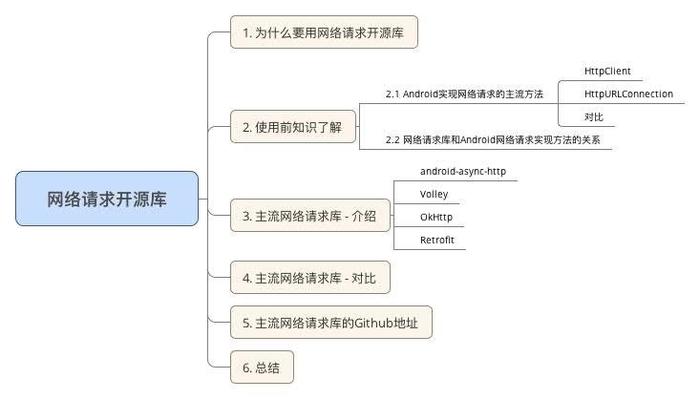 网络请求开源库
1. 为什么要用网络请求开源库
2. 使用前知识了解
2.1 Android实现网络请求的主流方法
HttpClient
HttpURLConnection
对比
2.2 网络请求库和Android网络请求实现方法的关系
3. 主流网络请求库 - 介绍
android-async-http
Volley
OkHttp
Retrofit
4. 主流网络请求库 - 对比
5. 主流网络请求库的Github地址
6. 总结